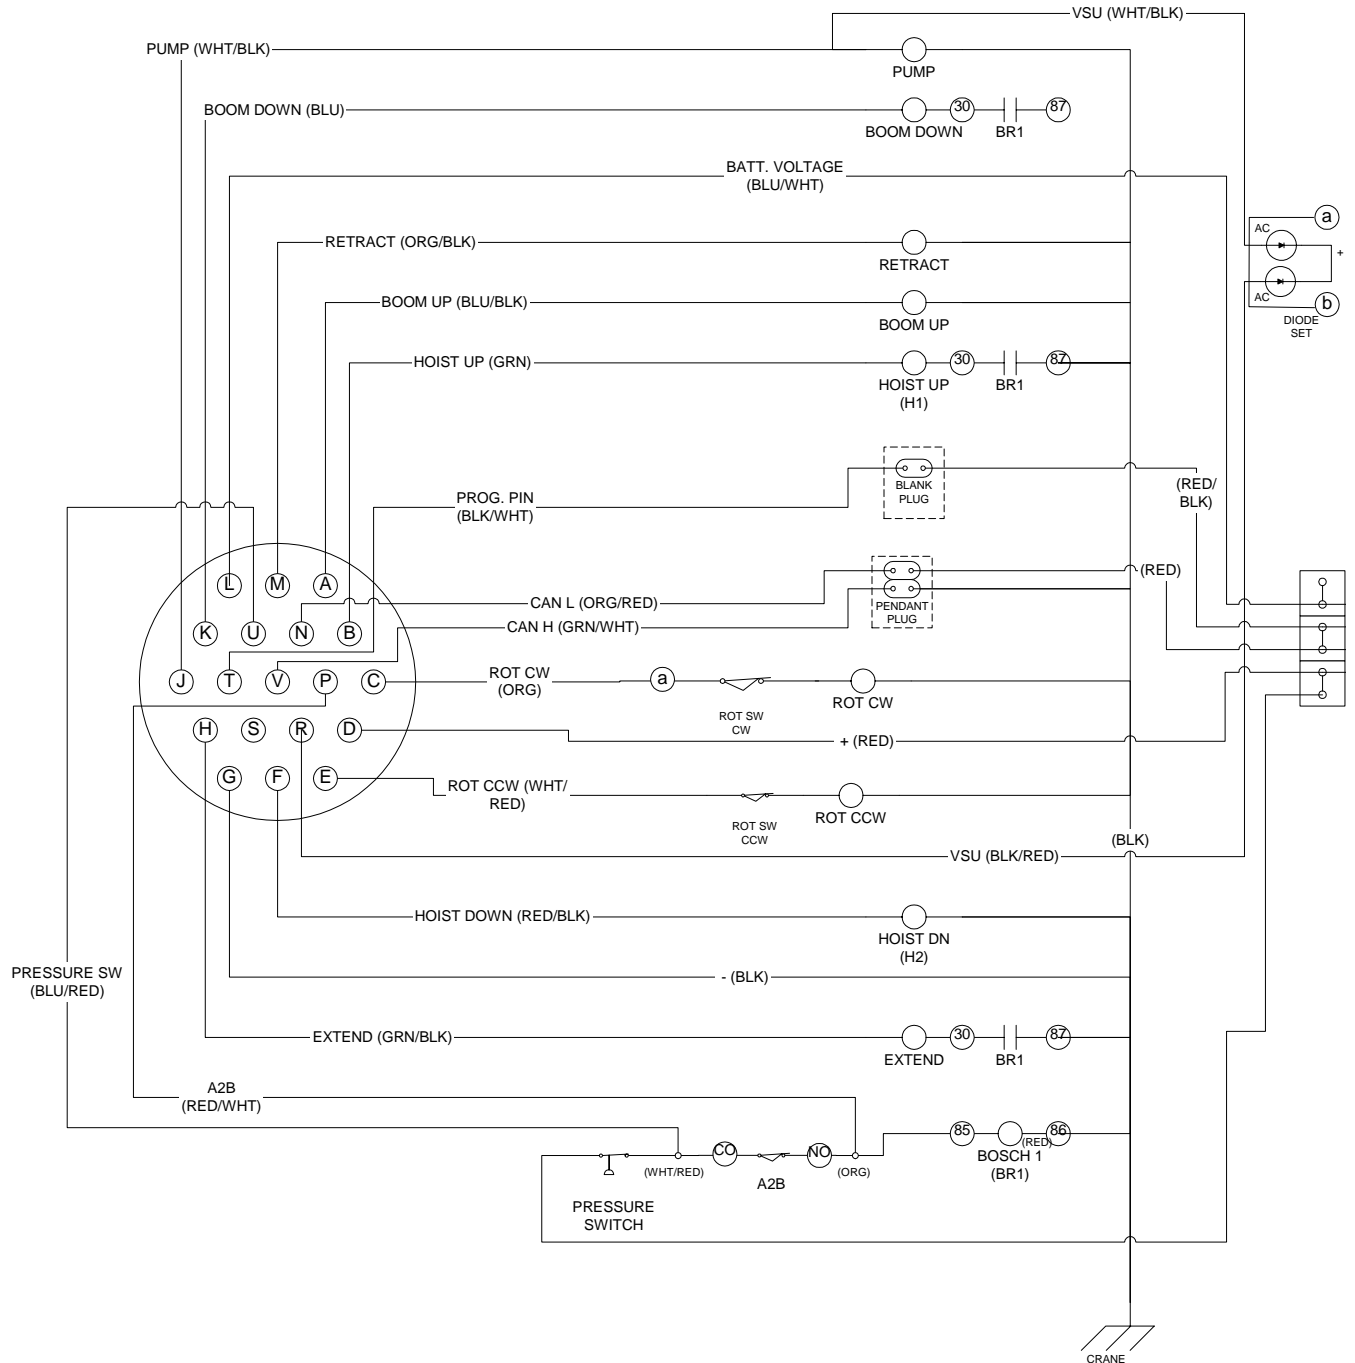 VSU (WHT/BLK)
PUMP (WHT/BLK)
PUMP
BOOM DOWN (BLU)
30
87
BOOM DOWN
BR1
BATT. VOLTAGE
(BLU/WHT)
a
AC
+
AC
b
DIODE
SET
RETRACT (ORG/BLK)
RETRACT
BOOM UP (BLU/BLK)
BOOM UP
HOIST UP (GRN)
30
87
HOIST UP
(H1)
BR1
BLANK
PLUG
(RED/
BLK)
PROG. PIN
(BLK/WHT)
(RED)
PENDANT
PLUG
CAN L (ORG/RED)
CAN H (GRN/WHT)
L
M
A
K
U
N
B
J
T
V
P
C
H
S
R
D
G
F
E
ROT CW
(ORG)
a
ROT SW
CW
ROT CW
+ (RED)
ROT CCW (WHT/
RED)
ROT SW
CCW
ROT CCW
(BLK)
VSU (BLK/RED)
HOIST DOWN (RED/BLK)
HOIST DN
(H2)
PRESSURE SW
(BLU/RED)
- (BLK)
EXTEND (GRN/BLK)
30
87
EXTEND
BR1
A2B
(RED/WHT)
85
86
(RED)
BOSCH 1
(BR1)
CO
NO
(WHT/RED)
(ORG)
A2B
PRESSURE
SWITCH
CRANE